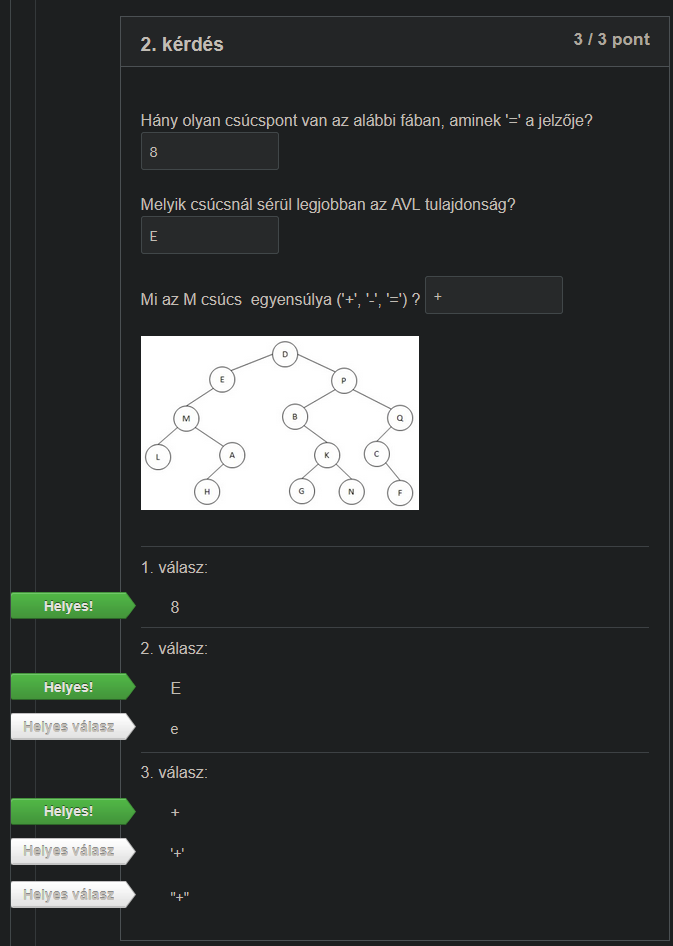 2. kérdés
3 / 3 pont
Hány olyan csúcspont van az alábbi fában, aminek '=' a jelzője?
8
Melyik csúcsnál sérül legjobban az AVL tulajdonság?
E
Mi az M csúcs egyensúlya ('+', '-', '=') ? +
D
E P
M B Q
L A K C
H G N F
1. válasz:
Helyes! 8
2. válasz:
Helyes! E
Helyes válasz e
3. válasz:
Helyes! +
Helyes válasz '+'
Helyes válasz "+"